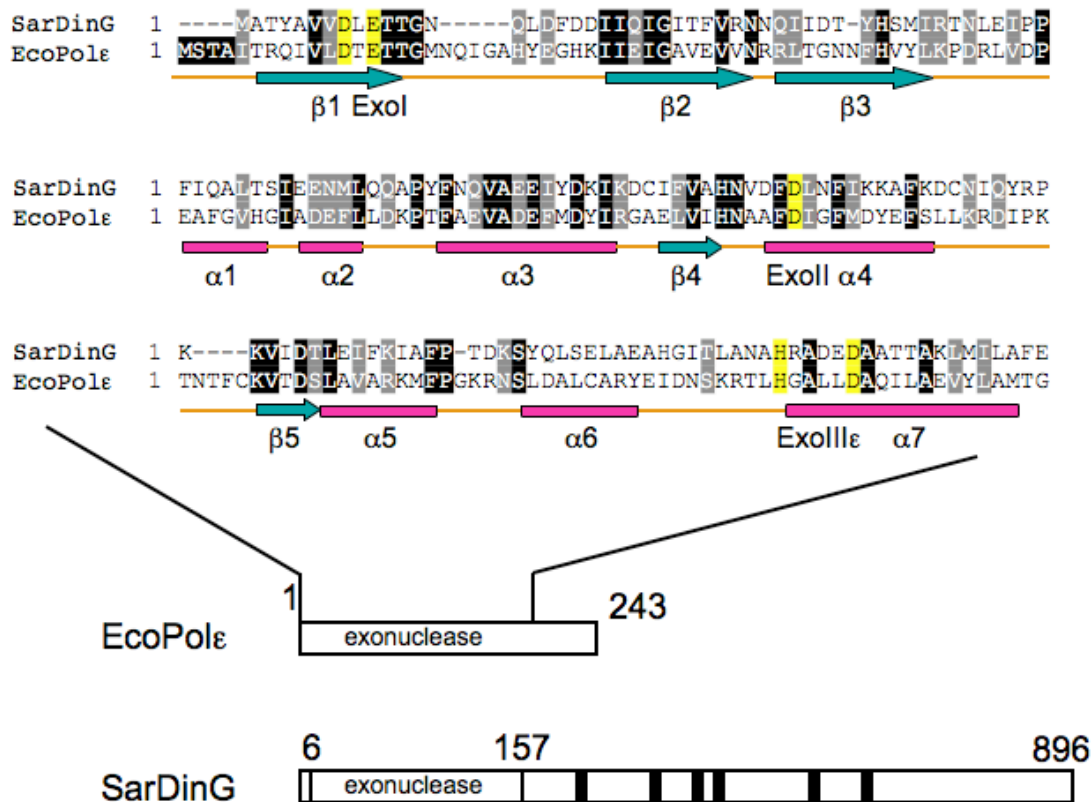 SarDinG 1 ----MATYAVVDLETTGN-----QLDFDDIIQIGITFVRNNQIIDT-YHSMIRTNLEIPP
EcoPolε 1 MSTAITRQIVLDTETTGMNQIGAHYEGHKIIEIGAVEVVNRRLTGNNFHVYLKPDRLVDP
β1 ExoI β2 β3
SarDinG 1 FIQALTSIEENMLQQAPYFNQVAEEIYDKIKDCIFVAHNVDFDLNFIKKAFKDCNIQYRP
EcoPolε 1 EAFGVHGIADEFLLDKPTFAEVADEFMDYIRGAELVIHNAAFDIGFMDYEFSLLKRDIPK
α1 α2 α3 β4 ExoII α4
SarDinG 1 K----KVIDTLEIFKIAFP-TDKSYQLSELAEAHGITLANAHRADEDAATTAKLMILAFE
EcoPolε 1 TNTFCKVTDSLAVARKMFPGKRNSLDALCARYEIDNSKRTLHGALLDAQILAEVYLAMTG
β5 α5 α6 ExoIIIε α7
1 243
EcoPolε exonuclease
6 157 896
SarDinG exonuclease